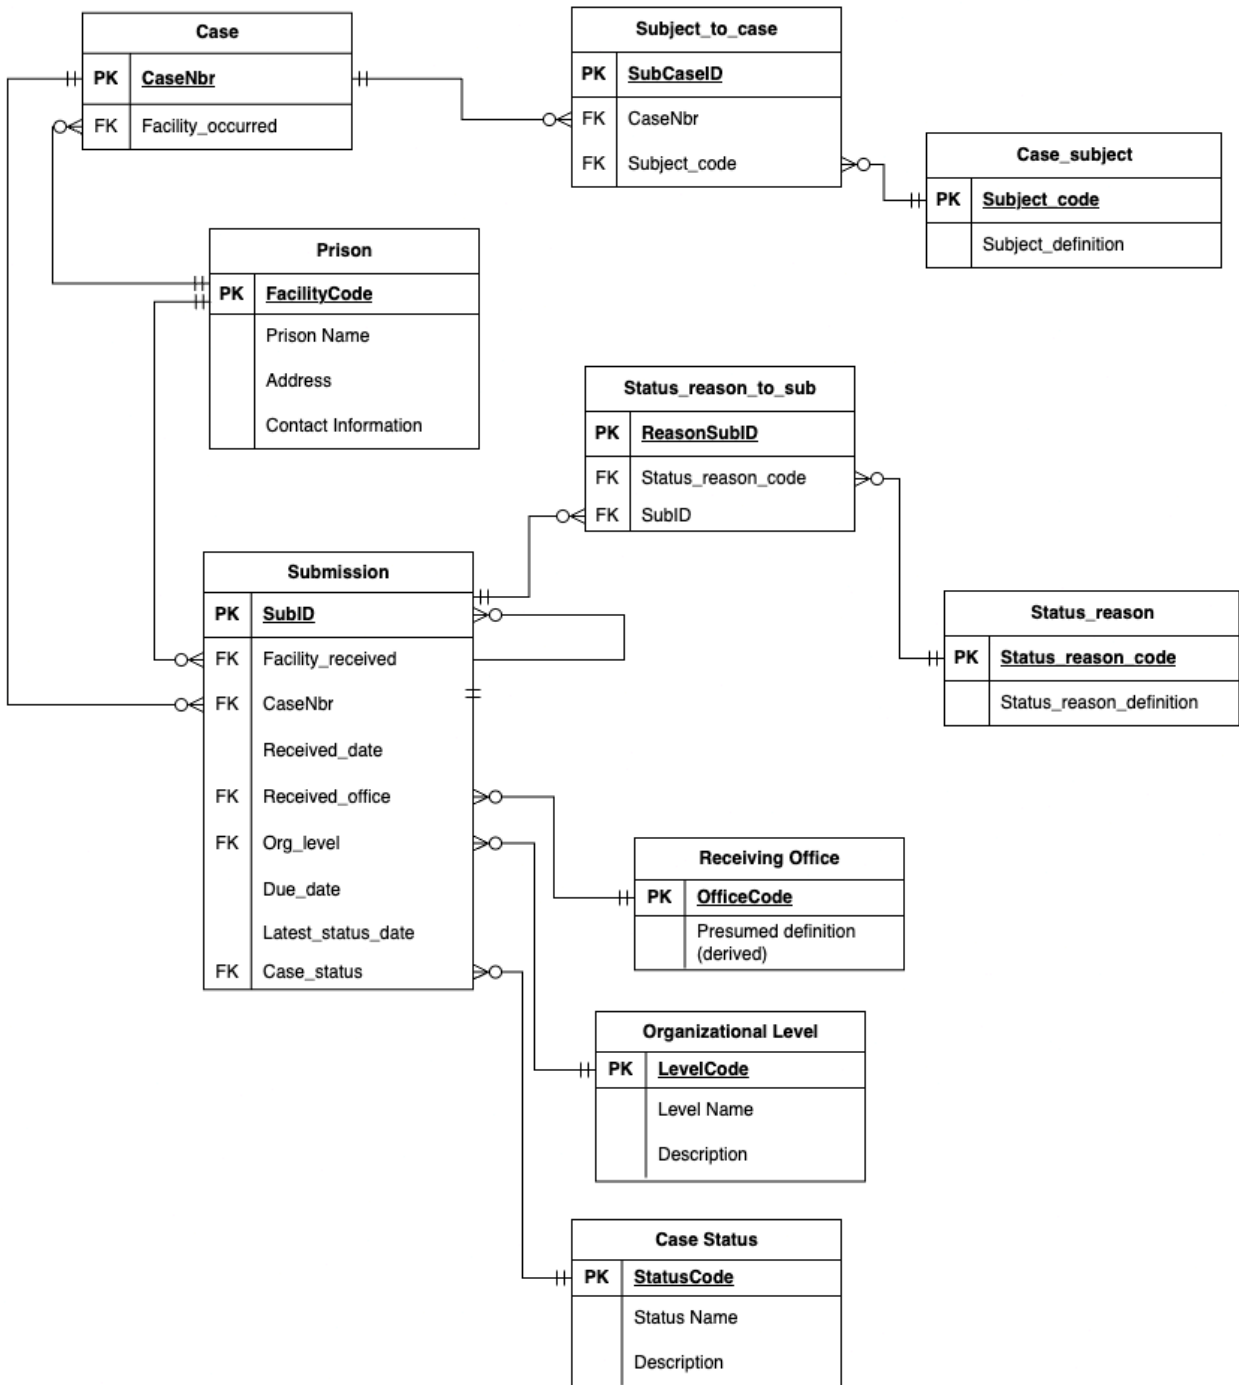 Case
PK CaseNbr
FK Facility_occurred
Subject_to_case
PK SubCaseID
FK CaseNbr
FK Subject_code
Case_subject
PK Subject_code
Subject_definition
Prison
PK FacilityCode
Prison Name
Address
Contact Information
Status_reason_to_sub
PK ReasonSubID
FK Status_reason_code
FK SubID
Submission
PK SubID
FK Facility_received
FK CaseNbr
Received_date
FK Received_office
FK Org_level
Due_date
Latest_status_date
FK Case_status
Status_reason
PK Status_reason_code
Status_reason_definition
Receiving Office
PK OfficeCode
Presumed definition
(derived)
Organizational Level
PK LevelCode
Level Name
Description
Case Status
PK StatusCode
Status Name
Description